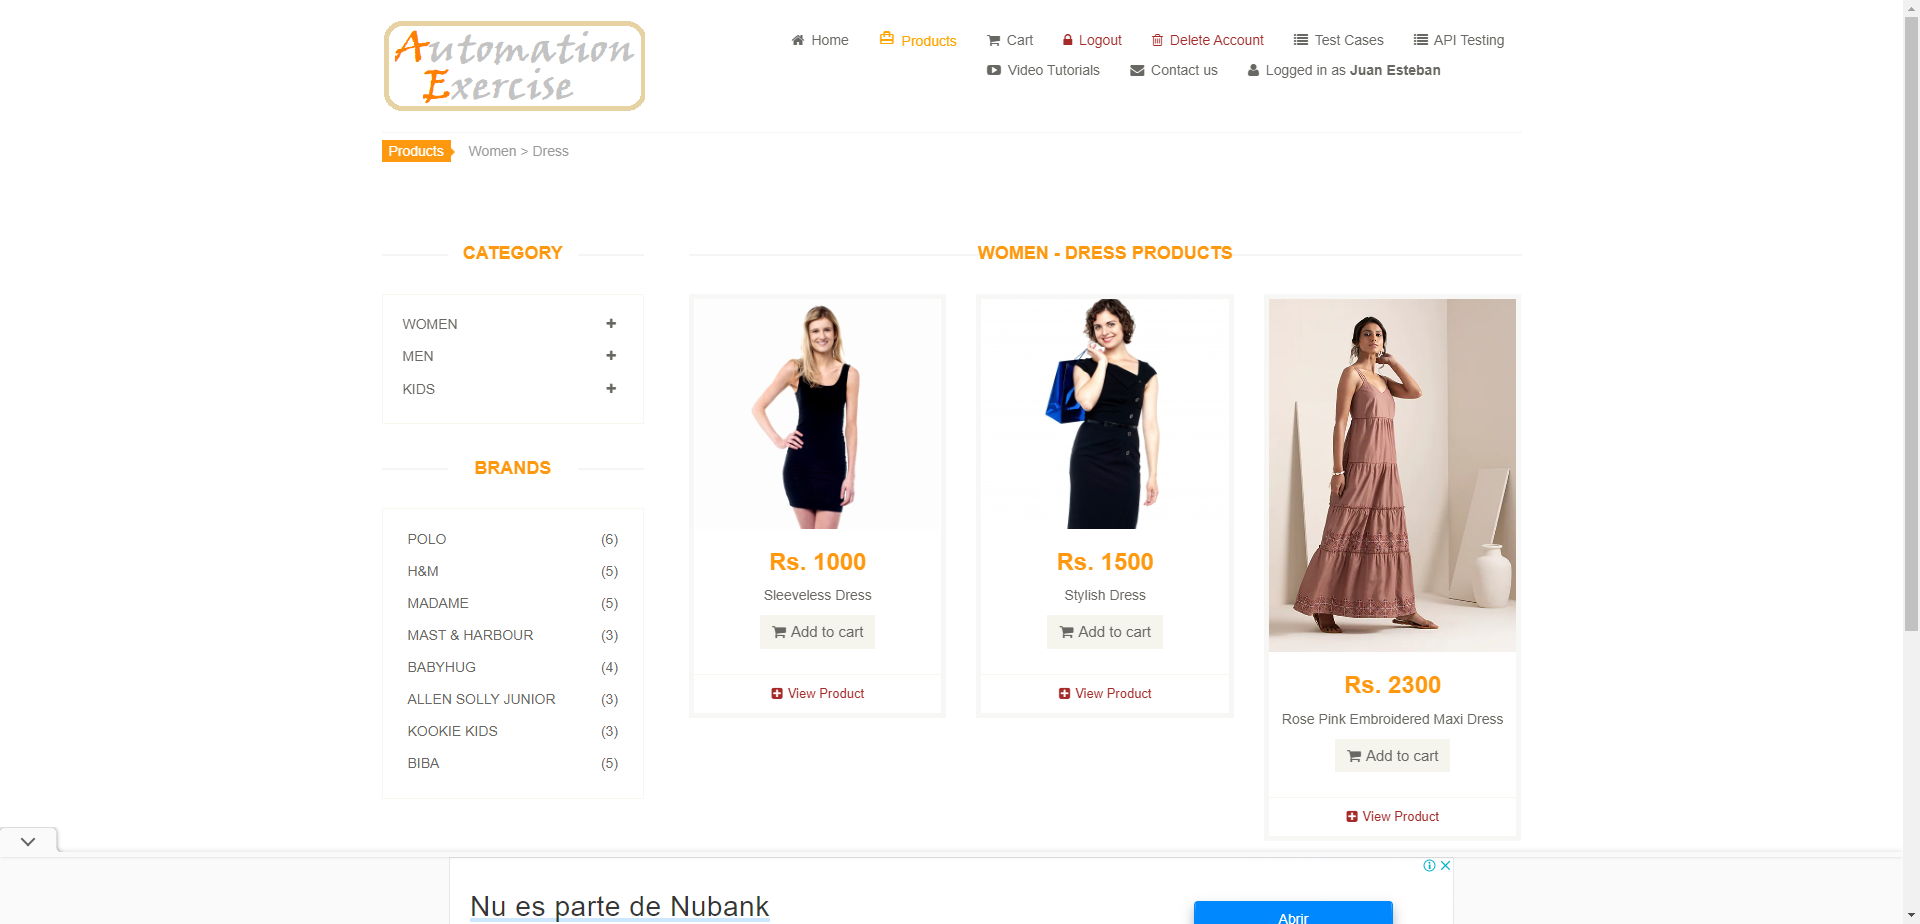 Automation
Exercise
Home
Products
Cart
Logout
Delete Account
Test Cases
API Testing
Video Tutorials
Contact us
Logged in as Juan Esteban
Products
Women > Dress
CATEGORY
WOMEN
MEN
KIDS
BRANDS
POLO (6)
H&M (5)
MADAME (5)
MAST & HARBOUR (3)
BABYHUG (4)
ALLEN SOLLY JUNIOR (3)
KOOKIE KIDS (3)
BIBA (5)
WOMEN - DRESS PRODUCTS
Rs. 1000
Sleeveless Dress
Add to cart
View Product
Rs. 1500
Stylish Dress
Add to cart
View Product
Rs. 2300
Rose Pink Embroidered Maxi Dress
Add to cart
View Product
Nu es parte de Nubank
Abrir